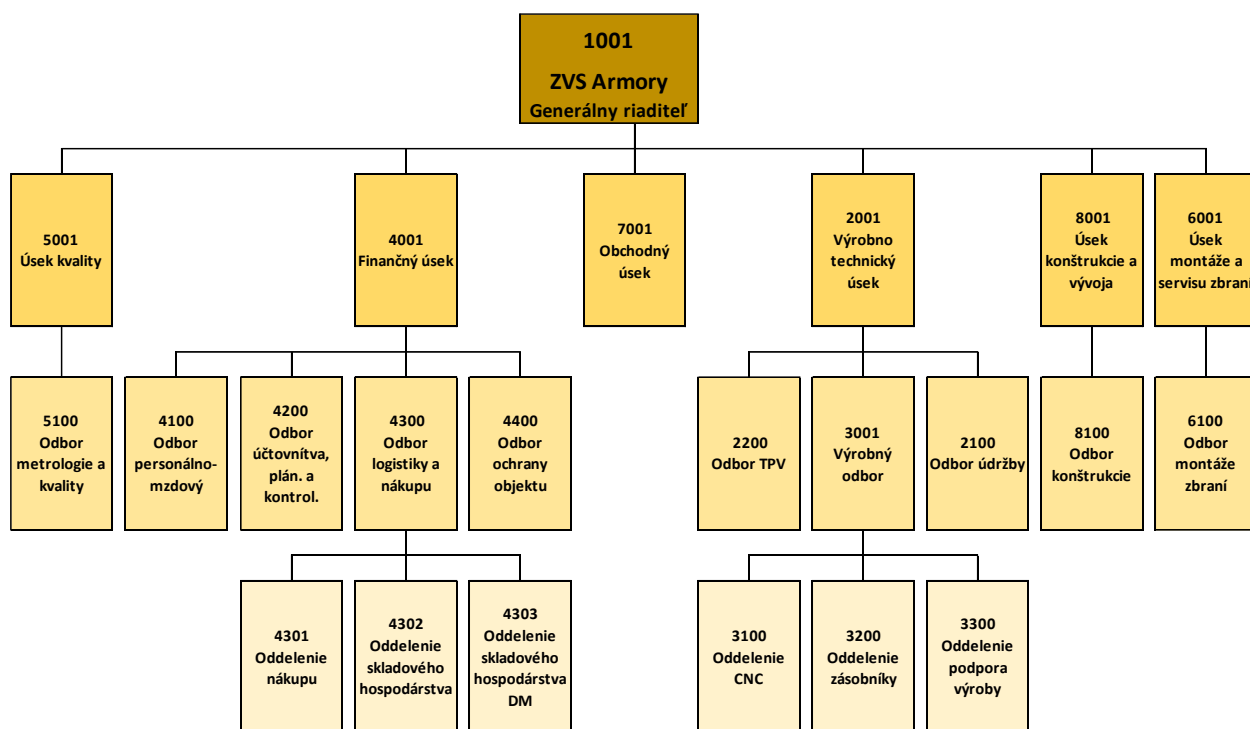 1001
ZVS Armory
Generálny riaditeľ
5001
Úsek kvality
4001
Finančný úsek
7001
Obchodný
úsek
2001
Výrobno
technický
úsek
8001
Úsek
konštrukcie a
vývoja
6001
Úsek
montáže a
servisu zbraní
5100
Odbor
metrologie a
kvality
4100
Odbor
personálno-
mzdový
4200
Odbor
účtovnítva,
plán. a
kontrol.
4300
Odbor
logistiky a
nákupu
4400
Odbor
ochrany
objektu
2200
Odbor TPV
3001
Výrobný
odbor
2100
Odbor údržby
8100
Odbor
konštrukcie
6100
Odbor
montáže
zbraní
4301
Oddelenie
nákupu
4302
Oddelenie
skladového
hospodárstva
4303
Oddelenie
skladového
hospodárstva
DM
3100
Oddelenie
CNC
3200
Oddelenie
zásobníky
3300
Oddelenie
podpora
výroby